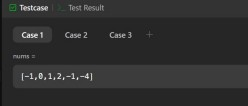 Testcase Test Result
Case 1 Case 2 Case 3 +
nums =
[-1,0,1,2,-1,-4]